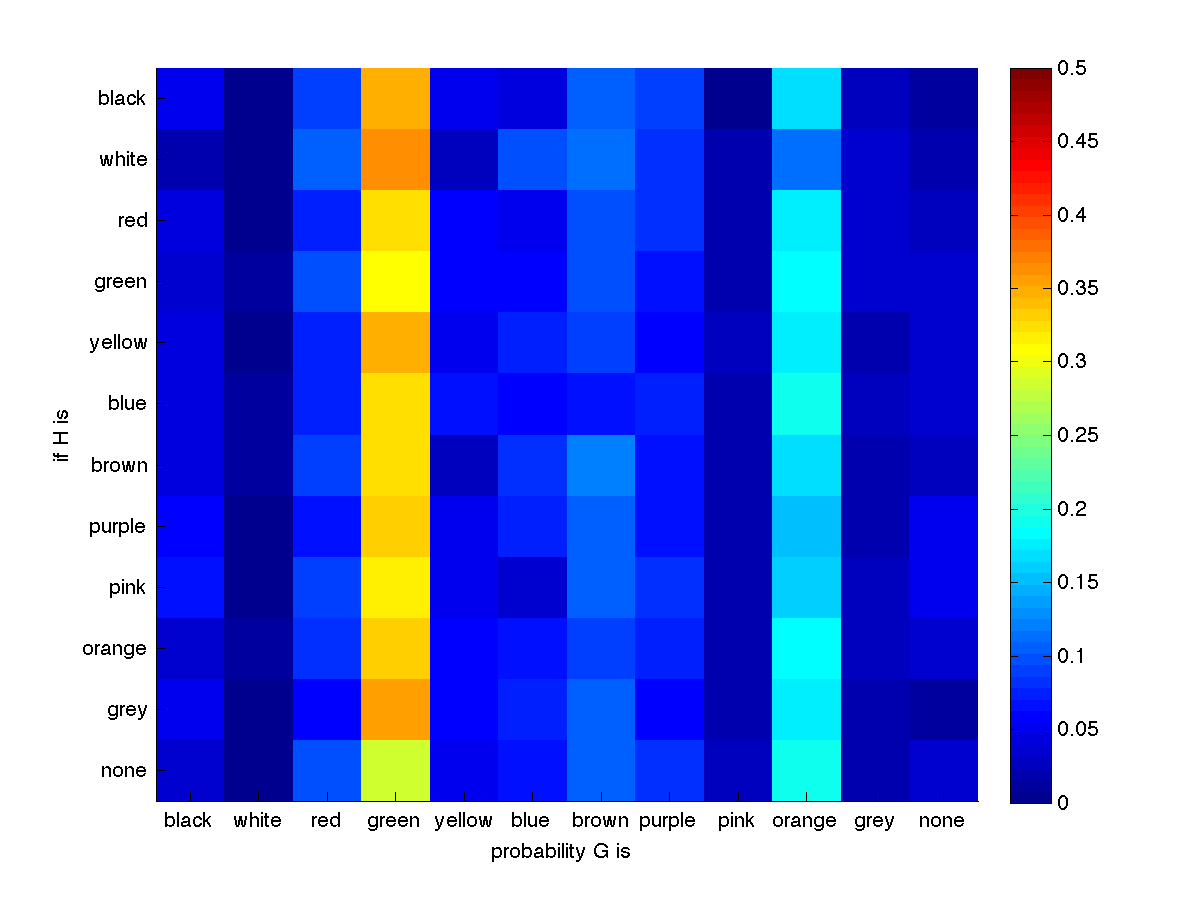 black
white
red
green
yellow
blue
brown
purple
pink
orange
grey
none
if H is
black white red green yellow blue brown purple pink orange grey none
probability G is
0.5
0.45
0.4
0.35
0.3
0.25
0.2
0.15
0.1
0.05
0